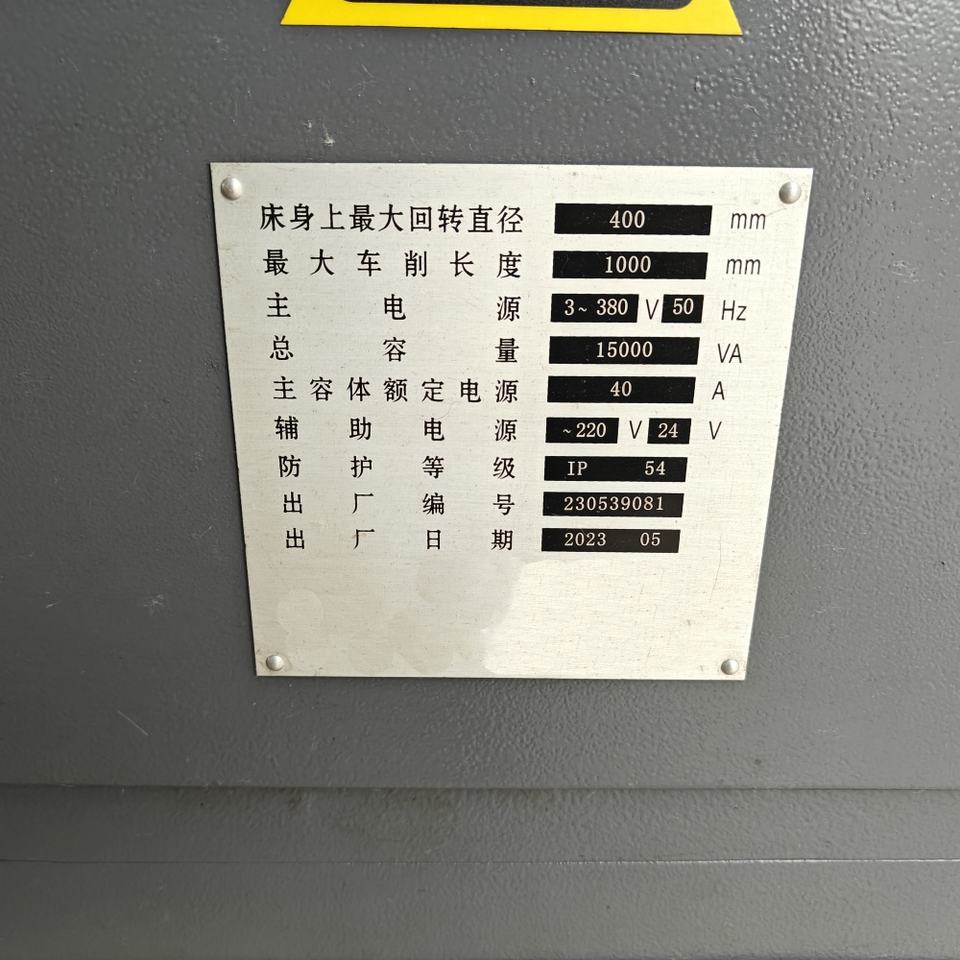 床身上最大回转直径 400 mm
最大车削长度 1000 mm
主电源 3~380 V 50 Hz
总容量 15000 VA
主容体额定电源 40 A
辅助电源 ~220 V 24 V
防护等级 IP 54
出厂编号 230539081
出厂日期 2023 05